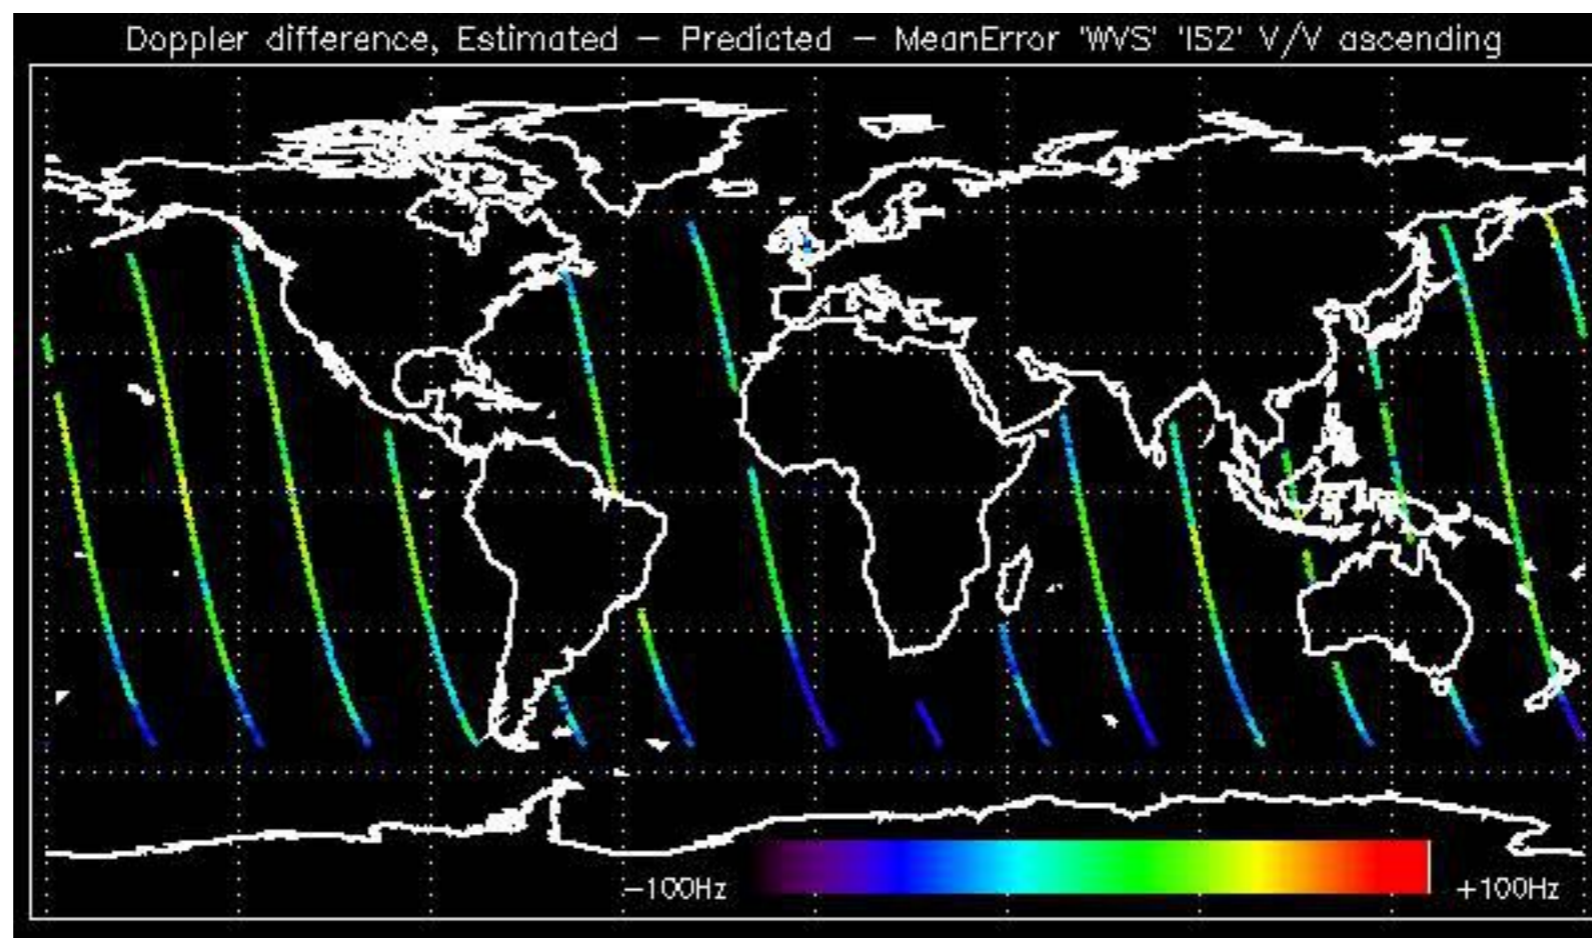 Doppler difference, Estimated – Predicted – MeanError 'WVS' 'IS2' V/V ascending
–100Hz
+100Hz